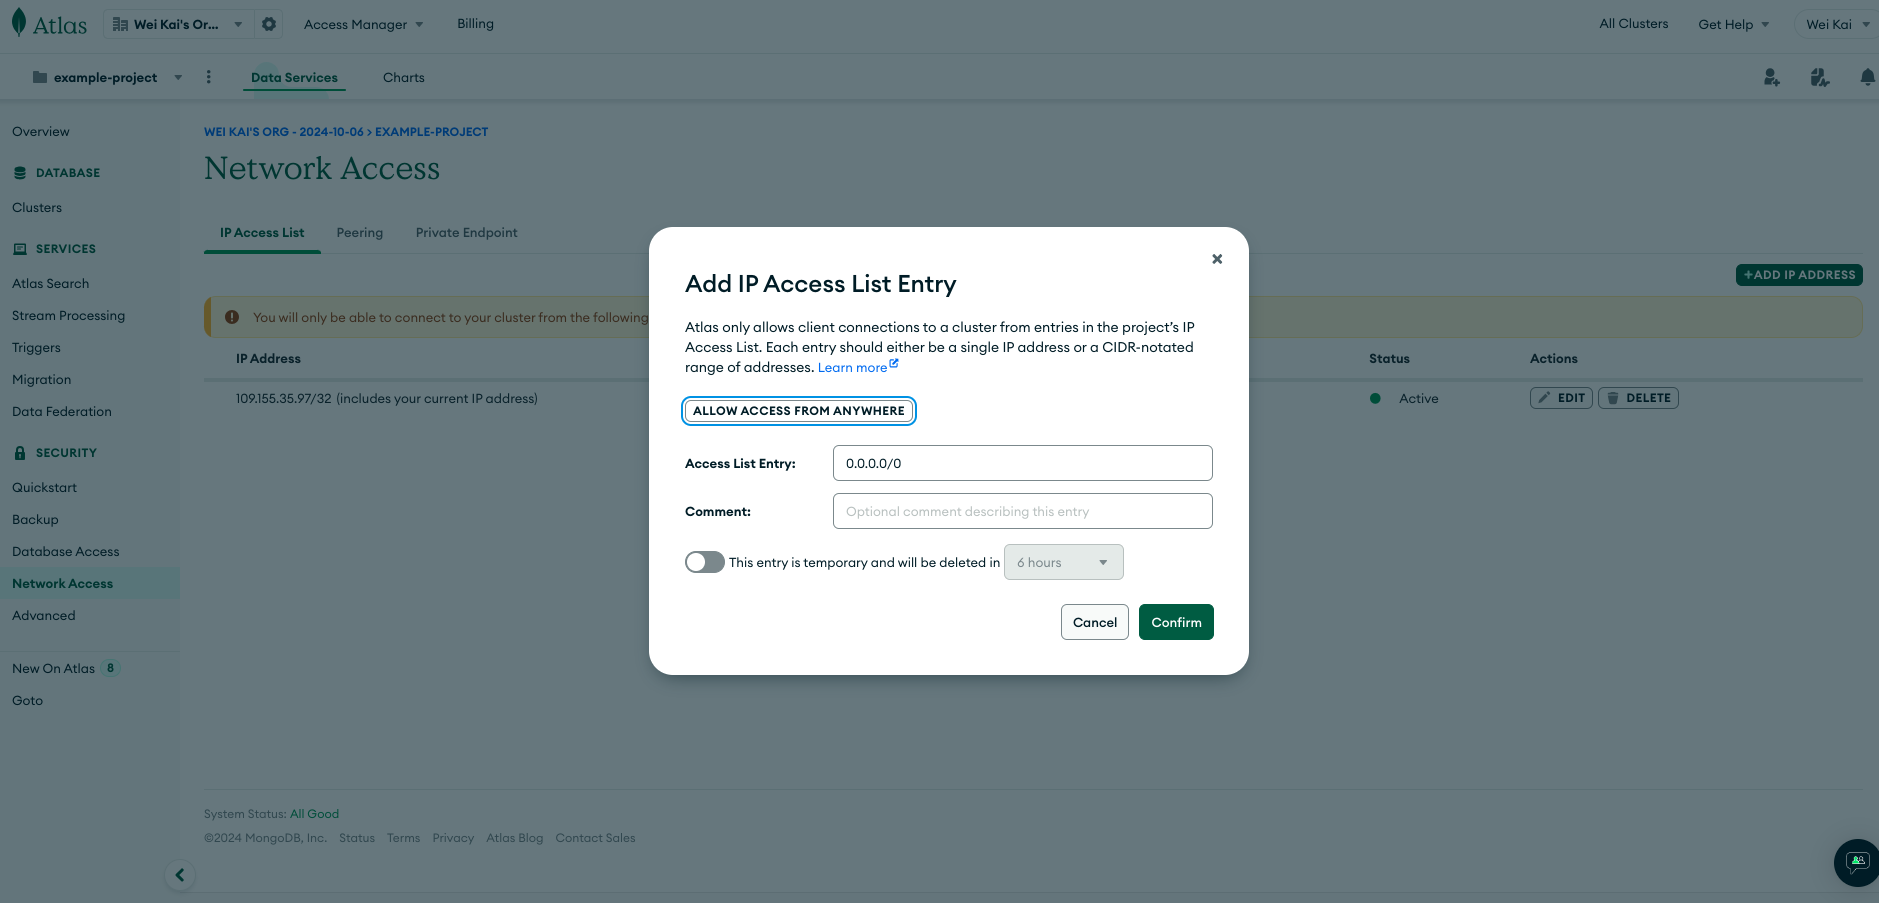 Atlas
Wei Kai's Or...
Access Manager
Billing
All Clusters
Get Help
Wei Kai
example-project
Data Services
Charts
Overview
DATABASE
Clusters
SERVICES
Atlas Search
Stream Processing
Triggers
Migration
Data Federation
SECURITY
Quickstart
Backup
Database Access
Network Access
Advanced
New On Atlas 8
Goto
WEI KAI'S ORG - 2024-10-06 > EXAMPLE-PROJECT
Network Access
IP Access List
Peering
Private Endpoint
+ADD IP ADDRESS
You will only be able to connect to your cluster from the following
IP Address
Status
Actions
109.155.35.97/32 (includes your current IP address)
Active
EDIT
DELETE
Add IP Access List Entry
Atlas only allows client connections to a cluster from entries in the project’s IP
Access List. Each entry should either be a single IP address or a CIDR-notated
range of addresses. Learn more
ALLOW ACCESS FROM ANYWHERE
Access List Entry:
0.0.0.0/0
Comment:
Optional comment describing this entry
This entry is temporary and will be deleted in
6 hours
Cancel
Confirm
System Status: All Good
©2024 MongoDB, Inc. Status Terms Privacy Atlas Blog Contact Sales